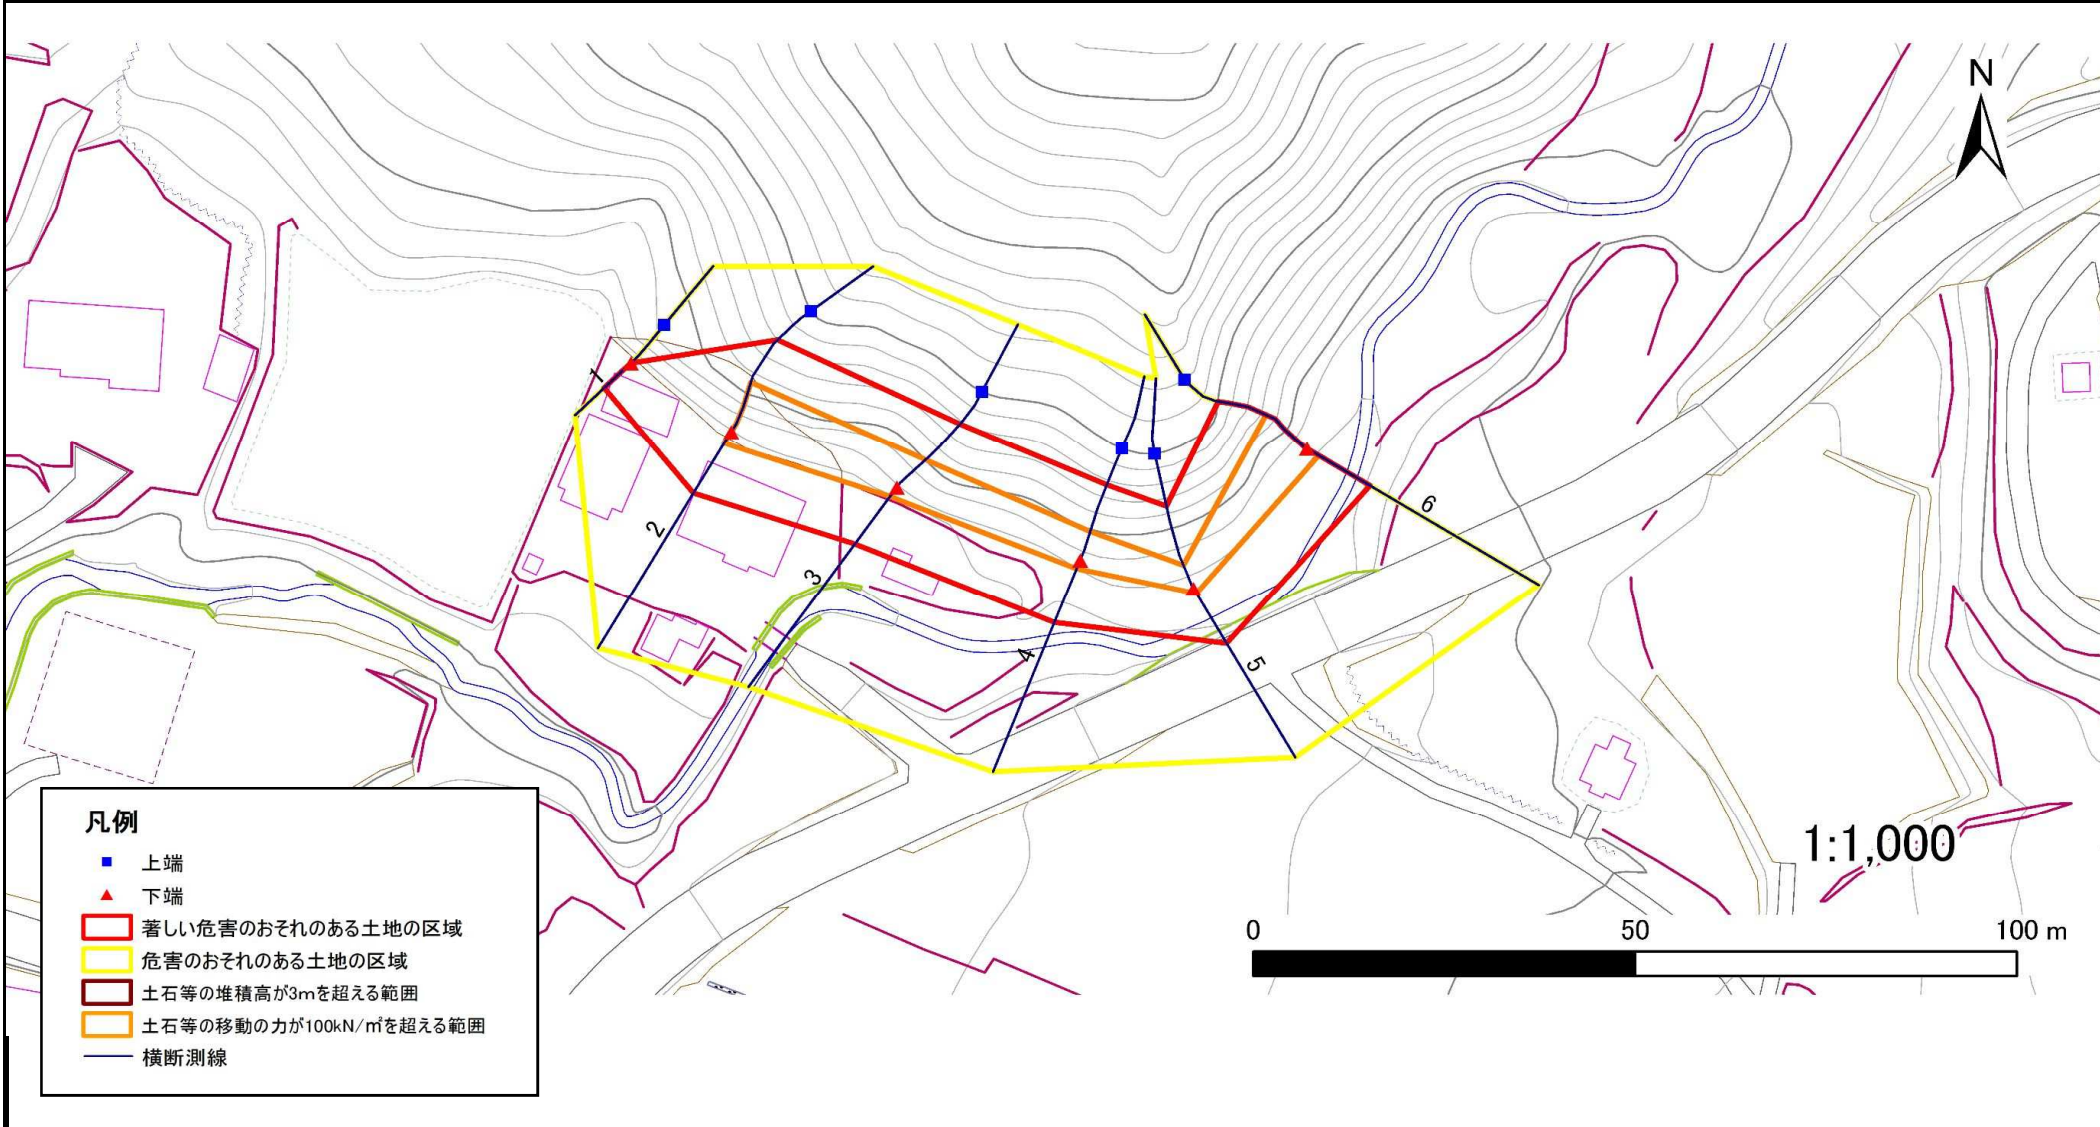 N
1
2
3
4
5
6
1:1,000
0 50 100 m
凡例
上端
下端
著しい危害のおそれのある土地の区域
危害のおそれのある土地の区域
土石等の堆積高が3mを超える範囲
土石等の移動の力が100kN/㎡を超える範囲
横断測線